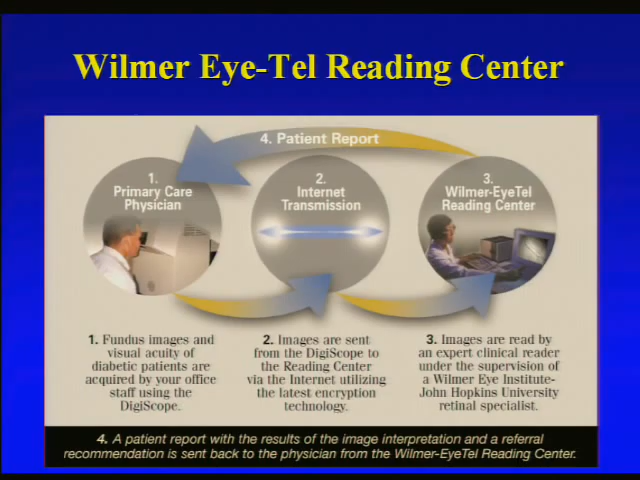 Wilmer Eye-Tel Reading Center
4. Patient Report
1.
Primary Care
Physician
2.
Internet
Transmission
3.
Wilmer-EyeTel
Reading Center
1. Fundus images and
visual acuity of
diabetic patients are
acquired by your office
staff using the
DigiScope.
2. Images are sent
from the DigiScope to
the Reading Center
via the Internet utilizing
the latest encryption
technology.
3. Images are read by
an expert clinical reader
under the supervision of
a Wilmer Eye Institute-
John Hopkins University
retinal specialist.
4. A patient report with the results of the image interpretation and a referral
recommendation is sent back to the physician from the Wilmer-EyeTel Reading Center.